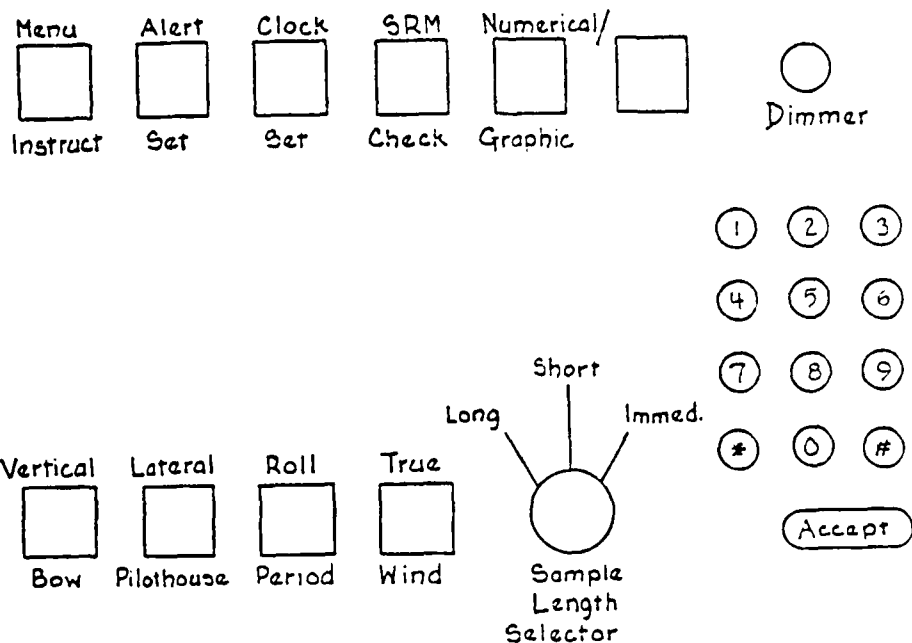 Menu Alert Clock SRM Numerical/
Instruct Set Set Check Graphic
Dimmer
1 2 3
4 5 6
7 8 9
* 0 #
Accept
Short
Long Immed.
Vertical Lateral Roll True
Bow Pilothouse Period Wind
Sample
Length
Selector